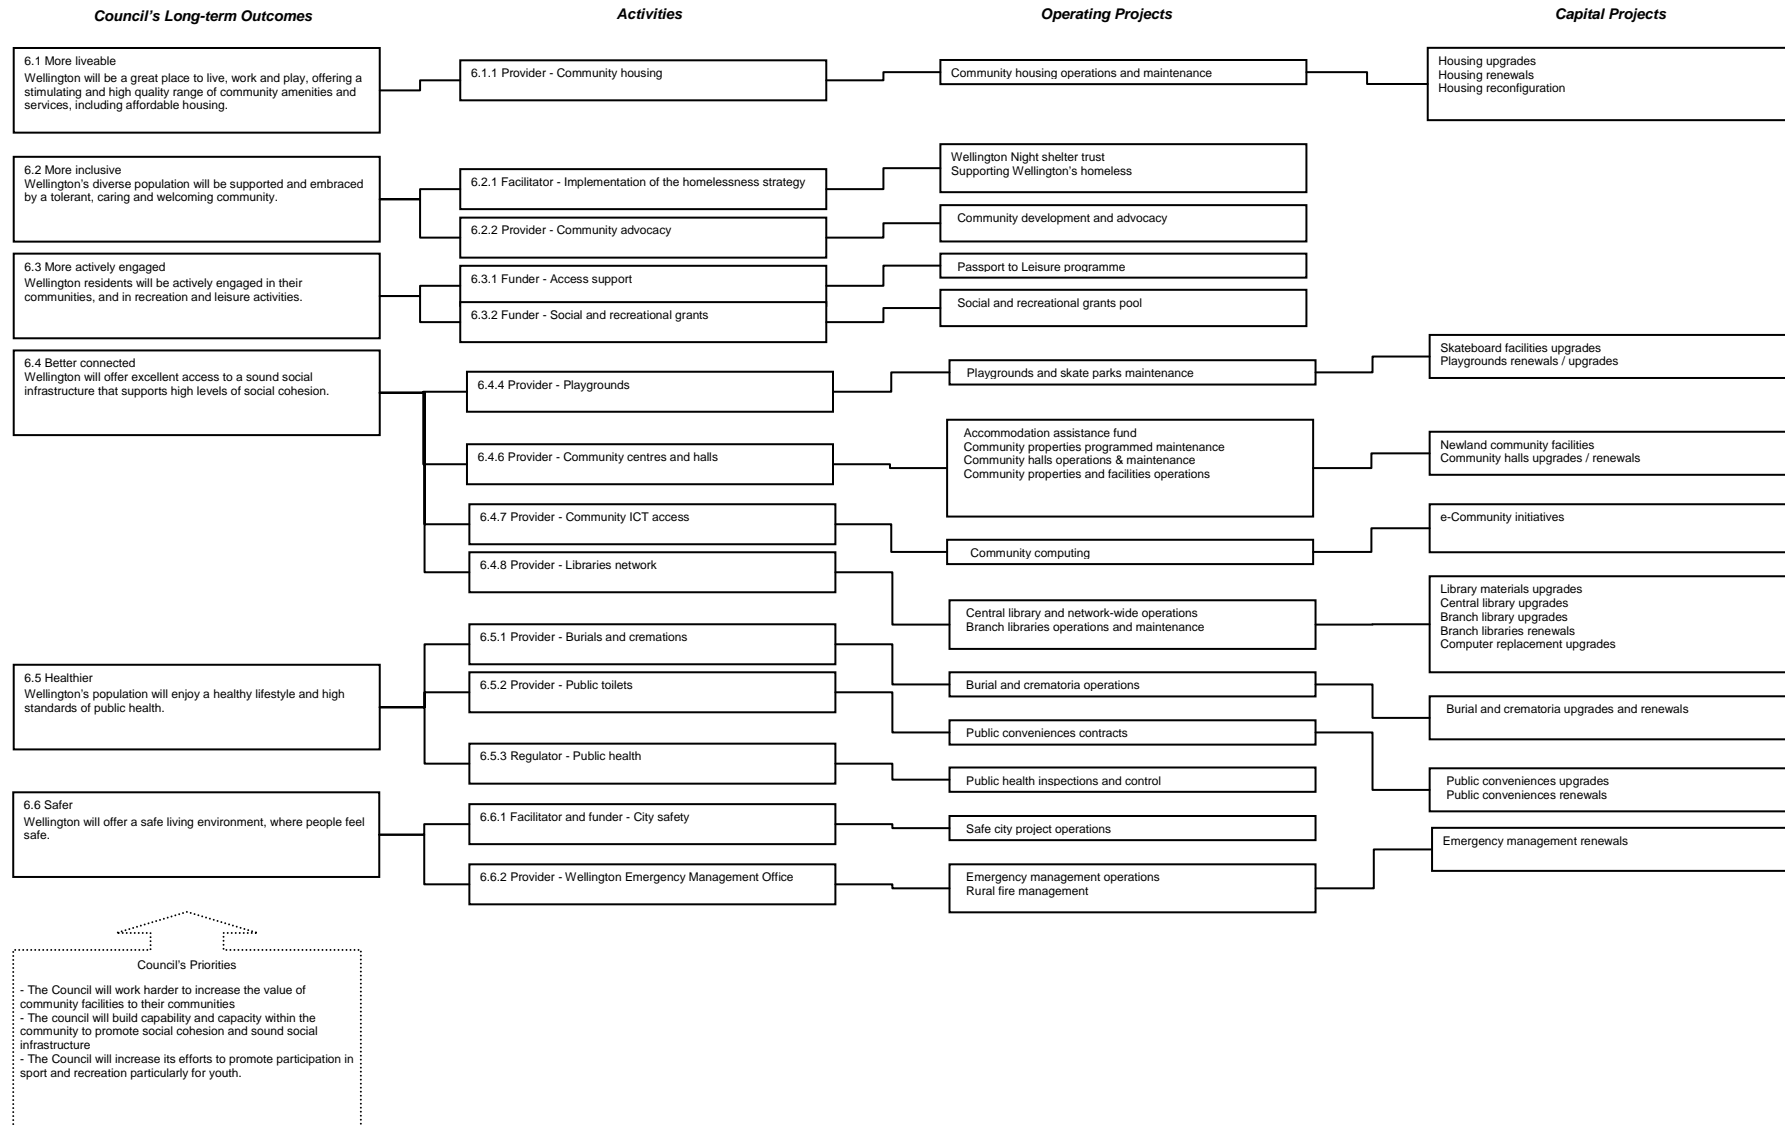 Council's Long-term Outcomes
Activities
Operating Projects
Capital Projects
6.1 More liveable
Wellington will be a great place to live, work and play, offering a
stimulating and high quality range of community amenities and
services, including affordable housing.
6.1.1 Provider - Community housing
Community housing operations and maintenance
Housing upgrades
Housing renewals
Housing reconfiguration
6.2 More inclusive
Wellington's diverse population will be supported and embraced
by a tolerant, caring and welcoming community.
6.2.1 Facilitator - Implementation of the homelessness strategy
Wellington Night shelter trust
Supporting Wellington's homeless
6.2.2 Provider - Community advocacy
Community development and advocacy
6.3 More actively engaged
Wellington residents will be actively engaged in their
communities, and in recreation and leisure activities.
6.3.1 Funder - Access support
Passport to Leisure programme
6.3.2 Funder - Social and recreational grants
Social and recreational grants pool
6.4 Better connected
Wellington will offer excellent access to a sound social
infrastructure that supports high levels of social cohesion.
6.4.4 Provider - Playgrounds
Playgrounds and skate parks maintenance
Skateboard facilities upgrades
Playgrounds renewals / upgrades
6.4.6 Provider - Community centres and halls
Accommodation assistance fund
Community properties programmed maintenance
Community halls operations & maintenance
Community properties and facilities operations
Newland community facilities
Community halls upgrades / renewals
6.4.7 Provider - Community ICT access
Community computing
e-Community initiatives
6.4.8 Provider - Libraries network
Central library and network-wide operations
Branch libraries operations and maintenance
Library materials upgrades
Central library upgrades
Branch library upgrades
Branch libraries renewals
Computer replacement upgrades
6.5 Healthier
Wellington's population will enjoy a healthy lifestyle and high
standards of public health.
6.5.1 Provider - Burials and cremations
Burial and crematoria operations
Burial and crematoria upgrades and renewals
6.5.2 Provider - Public toilets
Public conveniences contracts
Public conveniences upgrades
Public conveniences renewals
6.5.3 Regulator - Public health
Public health inspections and control
6.6 Safer
Wellington will offer a safe living environment, where people feel
safe.
6.6.1 Facilitator and funder - City safety
Safe city project operations
6.6.2 Provider - Wellington Emergency Management Office
Emergency management operations
Rural fire management
Emergency management renewals
Council's Priorities
- The Council will work harder to increase the value of
community facilities to their communities
- The council will build capability and capacity within the
community to promote social cohesion and sound social
infrastructure
- The Council will increase its efforts to promote participation in
sport and recreation particularly for youth.